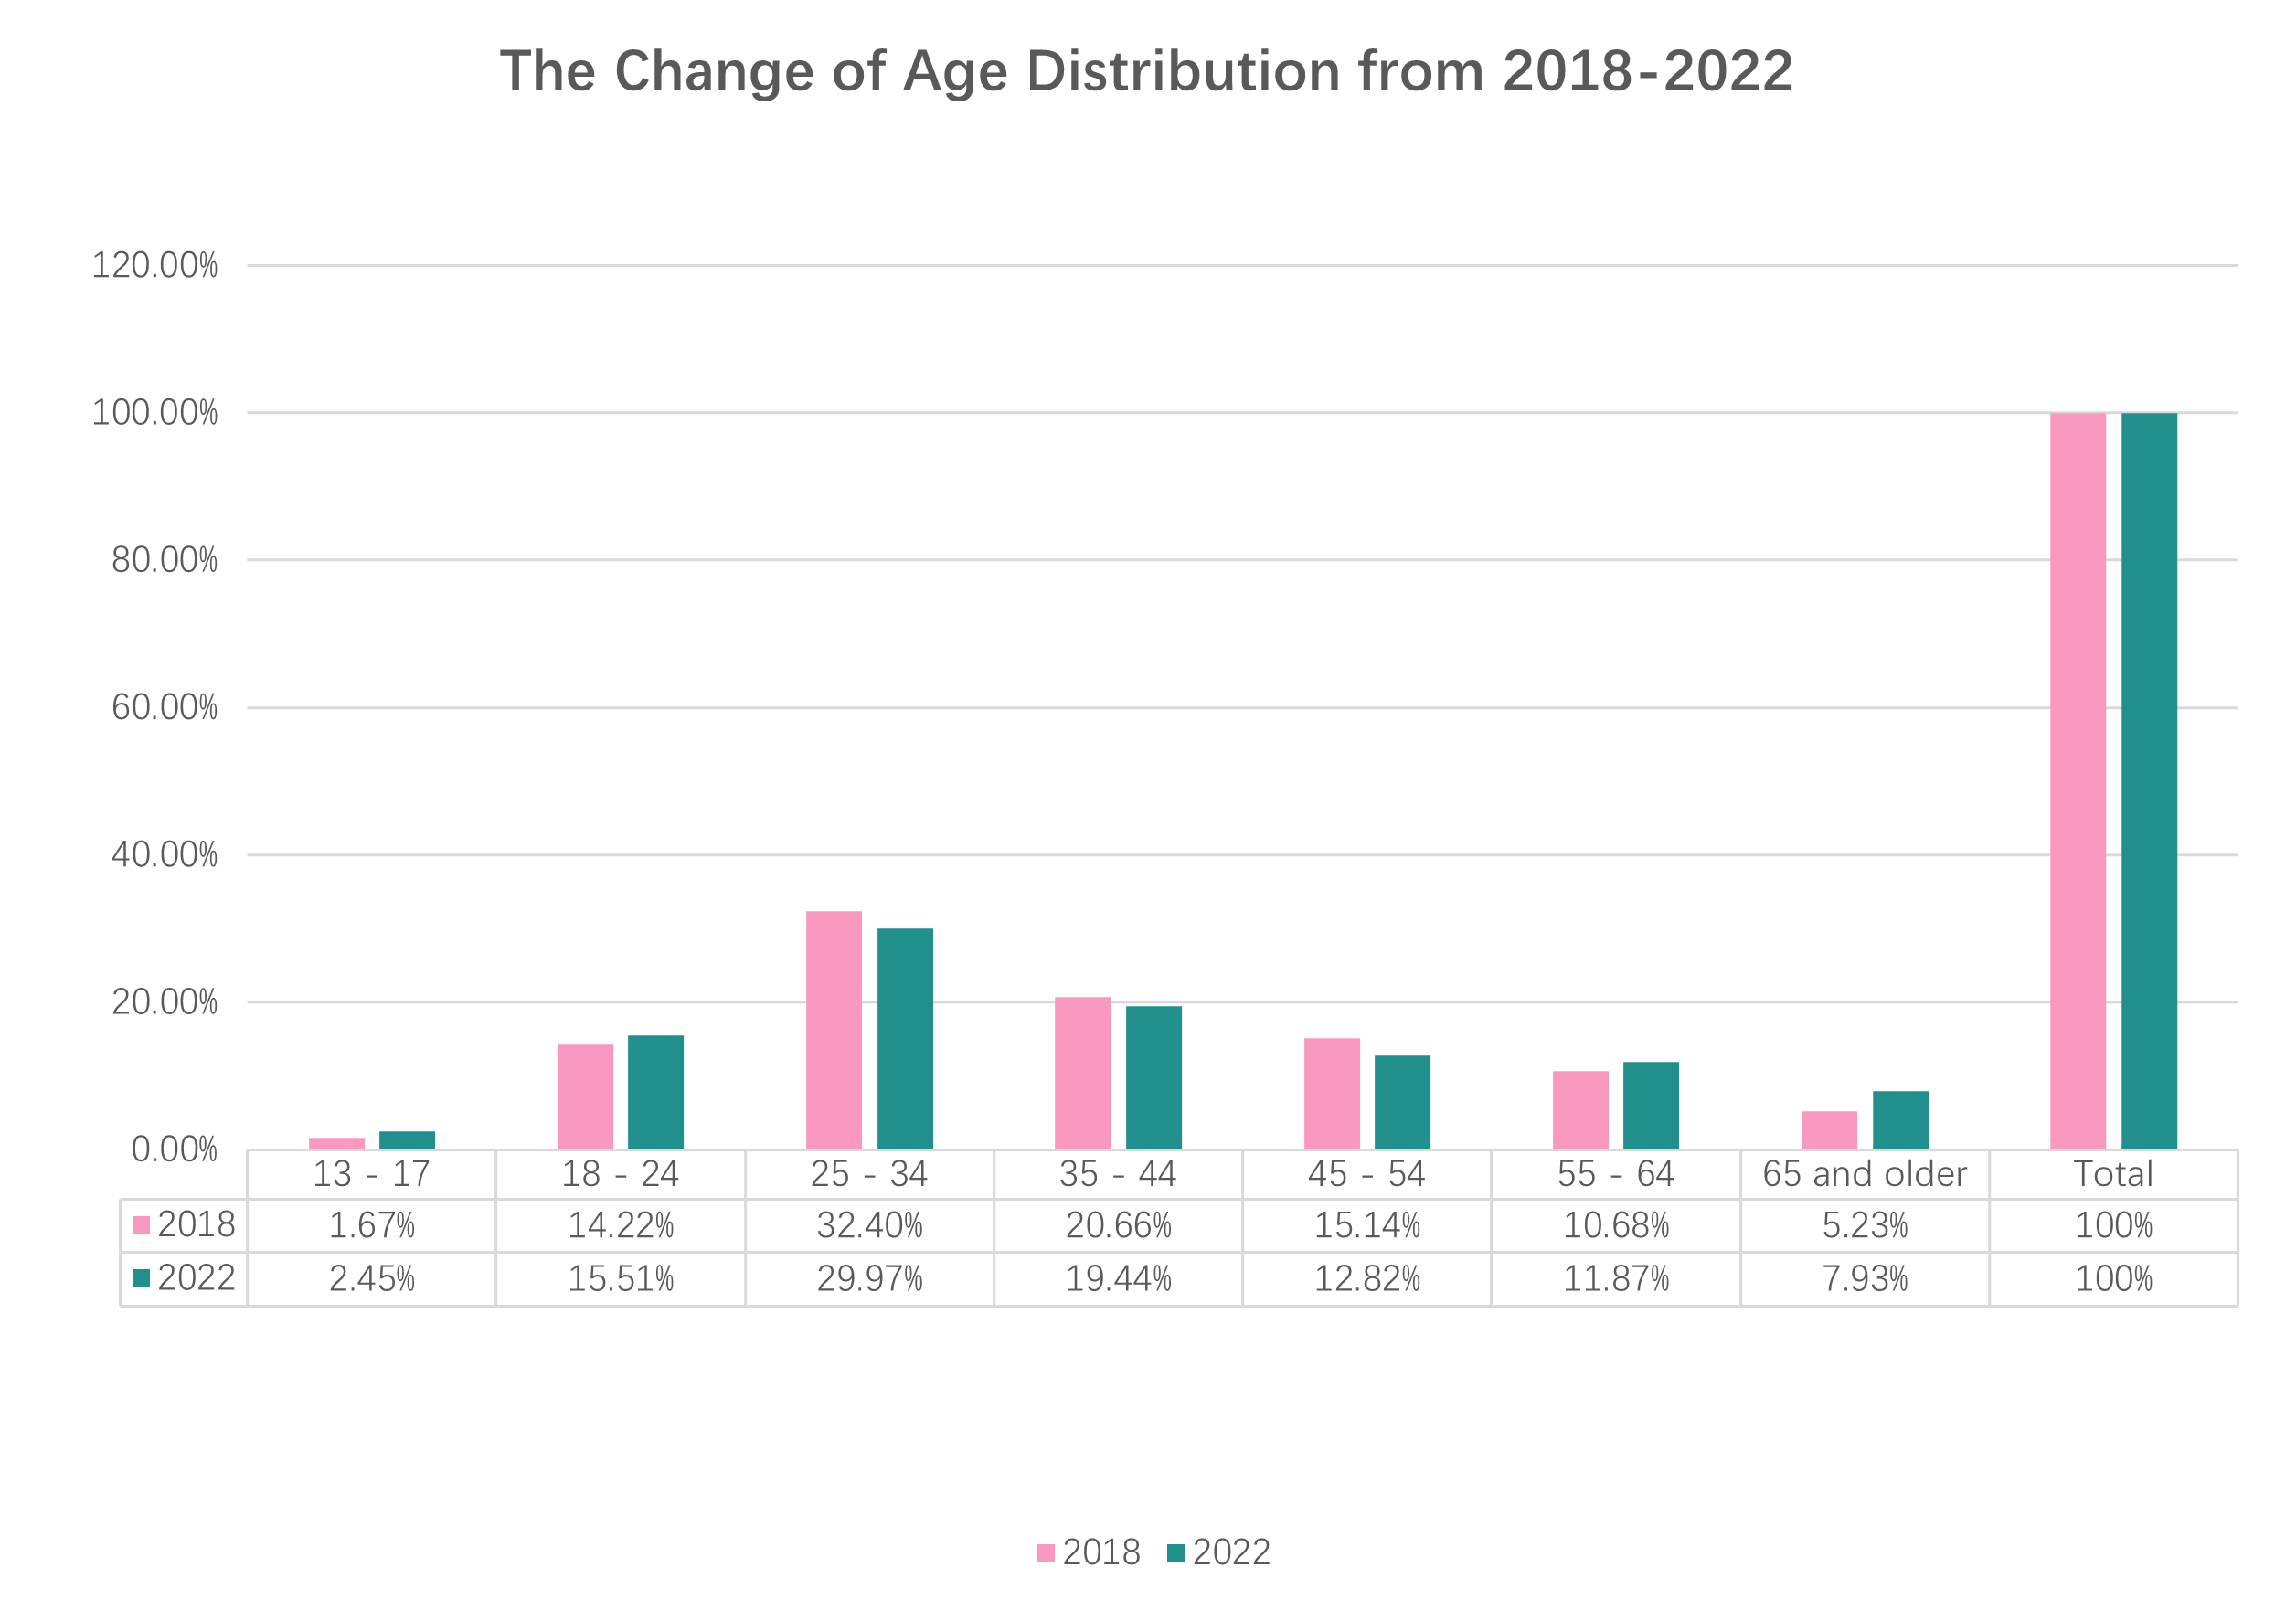 The Change of Age Distribution from 2018-2022
120.00%
100.00%
80.00%
60.00%
40.00%
20.00%
0.00%
13 - 17 18 - 24 25 - 34 35 - 44 45 - 54 55 - 64 65 and older Total
2018 1.67% 14.22% 32.40% 20.66% 15.14% 10.68% 5.23% 100%
2022 2.45% 15.51% 29.97% 19.44% 12.82% 11.87% 7.93% 100%
2018 2022